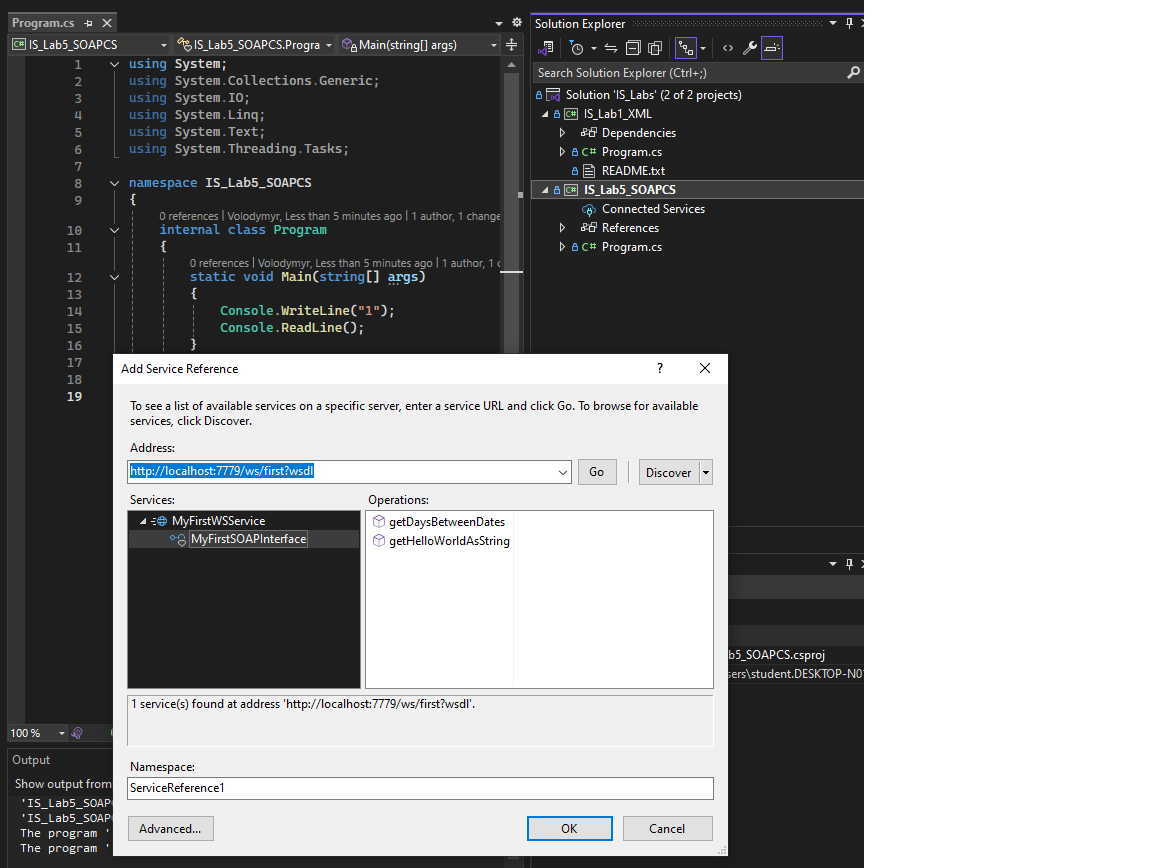 Program.cs
IS_Lab5_SOAPCS
IS_Lab5_SOAPCS.Progra
Main(string[] args)
1 using System;
2 using System.Collections.Generic;
3 using System.IO;
4 using System.Linq;
5 using System.Text;
6 using System.Threading.Tasks;
7
8 namespace IS_Lab5_SOAPCS
9 {
0 references | Volodymyr, Less than 5 minutes ago | 1 author, 1 change
10 internal class Program
11 {
0 references | Volodymyr, Less than 5 minutes ago | 1 author, 1 c
12 static void Main(string[] args)
13 {
14 Console.WriteLine("1");
15 Console.ReadLine();
16 }
17
18
19
100 %
Output
Show output from:
'IS_Lab5_SOAPC
'IS_Lab5_SOAPC
The program '
The program '
Solution Explorer
Search Solution Explorer (Ctrl+;)
Solution 'IS_Labs' (2 of 2 projects)
C# IS_Lab1_XML
Dependencies
C# Program.cs
README.txt
C# IS_Lab5_SOAPCS
Connected Services
References
C# Program.cs
b5_SOAPCS.csproj
sers\student.DESKTOP-N01
Add Service Reference
?
To see a list of available services on a specific server, enter a service URL and click Go. To browse for available
services, click Discover.
Address:
http://localhost:7779/ws/first?wsdl
Go
Discover
Services:
Operations:
MyFirstWSService
MyFirstSOAPInterface
getDaysBetweenDates
getHelloWorldAsString
1 service(s) found at address 'http://localhost:7779/ws/first?wsdl'.
Namespace:
ServiceReference1
Advanced...
OK
Cancel